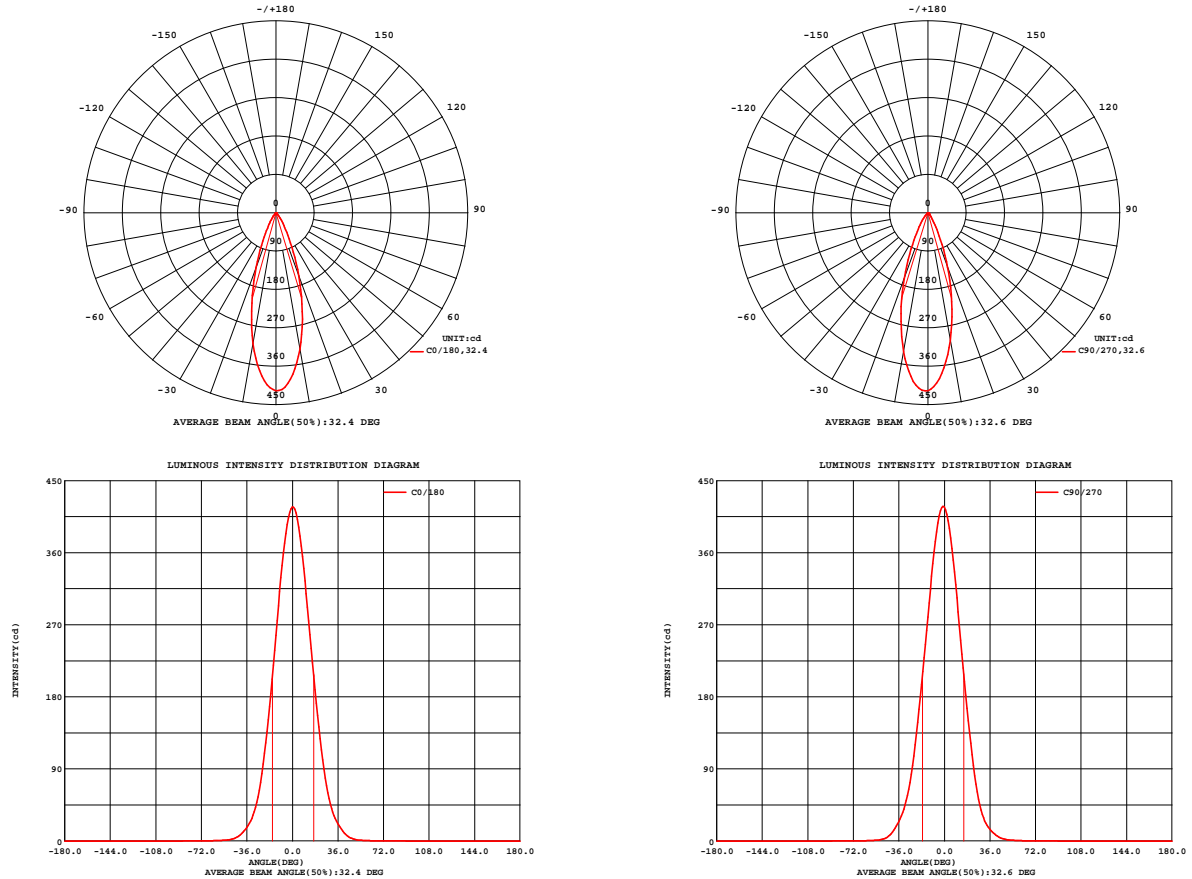 -/+180
-150 150
-120 120
-90 90
-60 60
-30 30
0
0
90
180
270
360
450
UNIT:cd
C0/180,32.4
AVERAGE BEAM ANGLE(50%):32.4 DEG
-/+180
-150 150
-120 120
-90 90
-60 60
-30 30
0
0
90
180
270
360
450
UNIT:cd
C90/270,32.6
AVERAGE BEAM ANGLE(50%):32.6 DEG
LUMINOUS INTENSITY DISTRIBUTION DIAGRAM
C0/180
INTENSITY(cd)
450
360
270
180
90
0
-180.0 -144.0 -108.0 -72.0 -36.0 0.0 36.0 72.0 108.0 144.0 180.0
ANGLE(DEG)
AVERAGE BEAM ANGLE(50%):32.4 DEG
LUMINOUS INTENSITY DISTRIBUTION DIAGRAM
C90/270
INTENSITY(cd)
450
360
270
180
90
0
-180.0 -144.0 -108.0 -72.0 -36.0 0.0 36.0 72.0 108.0 144.0 180.0
ANGLE(DEG)
AVERAGE BEAM ANGLE(50%):32.6 DEG